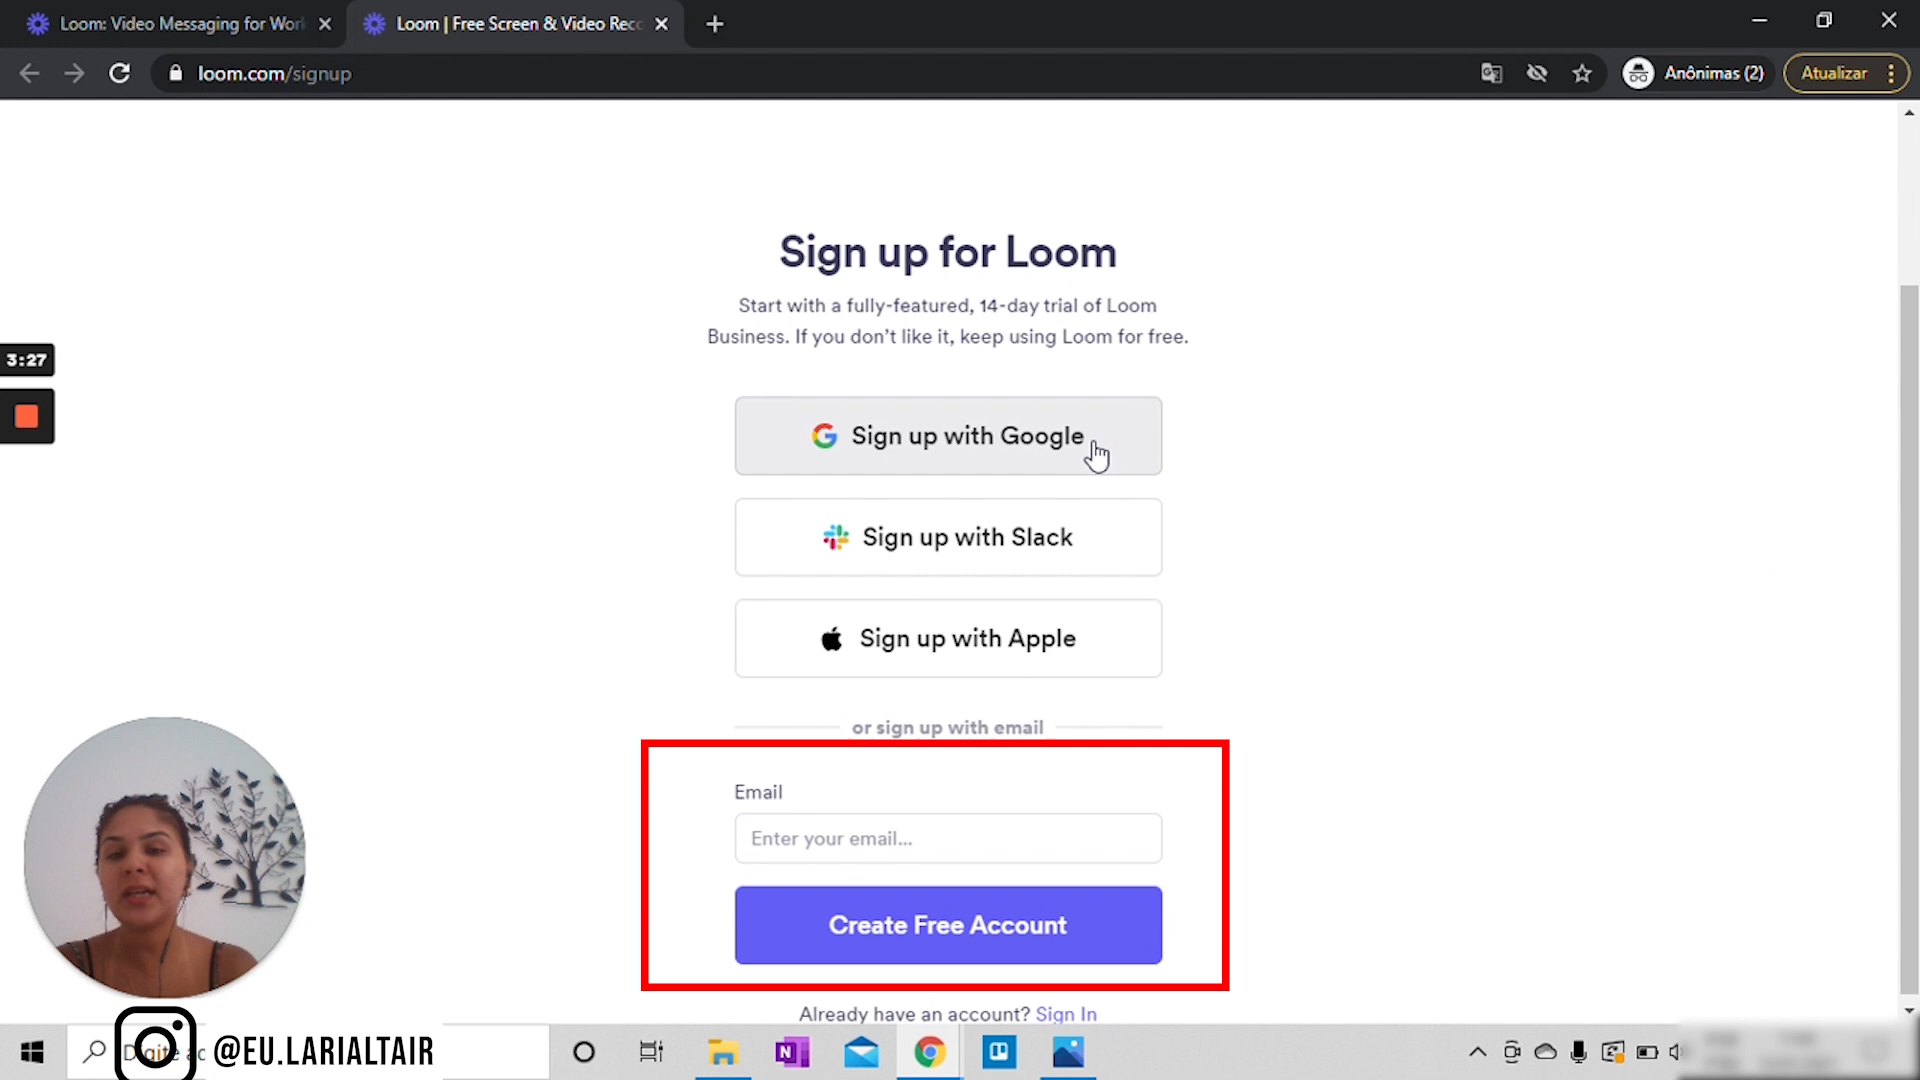 Loom: Video Messaging for Wor
Loom | Free Screen & Video Rec
loom.com/signup
Anônimas (2)
Atualizar
Sign up for Loom
Start with a fully-featured, 14-day trial of Loom
Business. If you don't like it, keep using Loom for free.
3:27
Sign up with Google
Sign up with Slack
Sign up with Apple
or sign up with email
Email
Enter your email...
Create Free Account
Already have an account? Sign In
Digite
@EU.LARIALTAIR